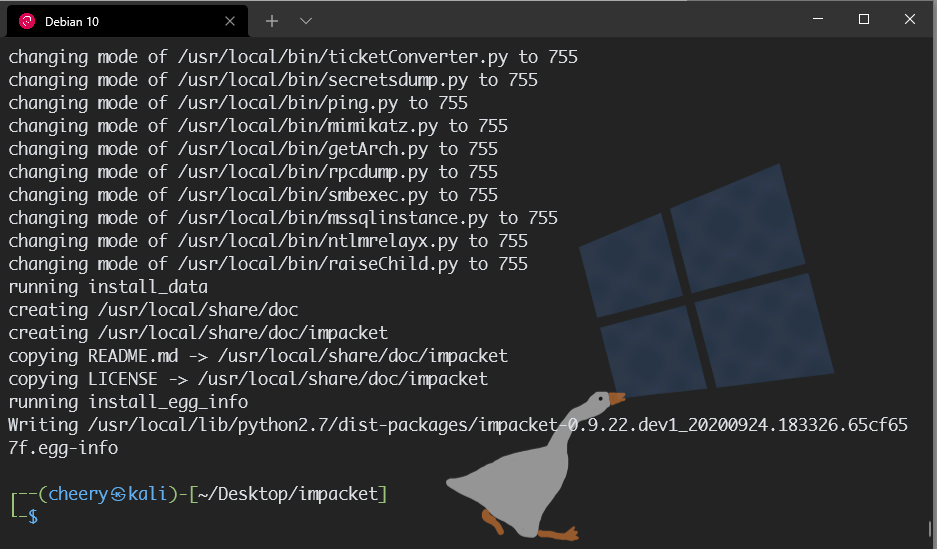 Debian 10
changing mode of /usr/local/bin/ticketConverter.py to 755
changing mode of /usr/local/bin/secretsdump.py to 755
changing mode of /usr/local/bin/ping.py to 755
changing mode of /usr/local/bin/mimikatz.py to 755
changing mode of /usr/local/bin/getArch.py to 755
changing mode of /usr/local/bin/rpcdump.py to 755
changing mode of /usr/local/bin/smbexec.py to 755
changing mode of /usr/local/bin/mssqlinstance.py to 755
changing mode of /usr/local/bin/ntlmrelayx.py to 755
changing mode of /usr/local/bin/raiseChild.py to 755
running install_data
creating /usr/local/share/doc
creating /usr/local/share/doc/impacket
copying README.md -> /usr/local/share/doc/impacket
copying LICENSE -> /usr/local/share/doc/impacket
running install_egg_info
Writing /usr/local/lib/python2.7/dist-packages/impacket-0.9.22.dev1_20200924.183326.65cf65
7f.egg-info
┌──(cheery㉿kali)-[~/Desktop/impacket]
└─$